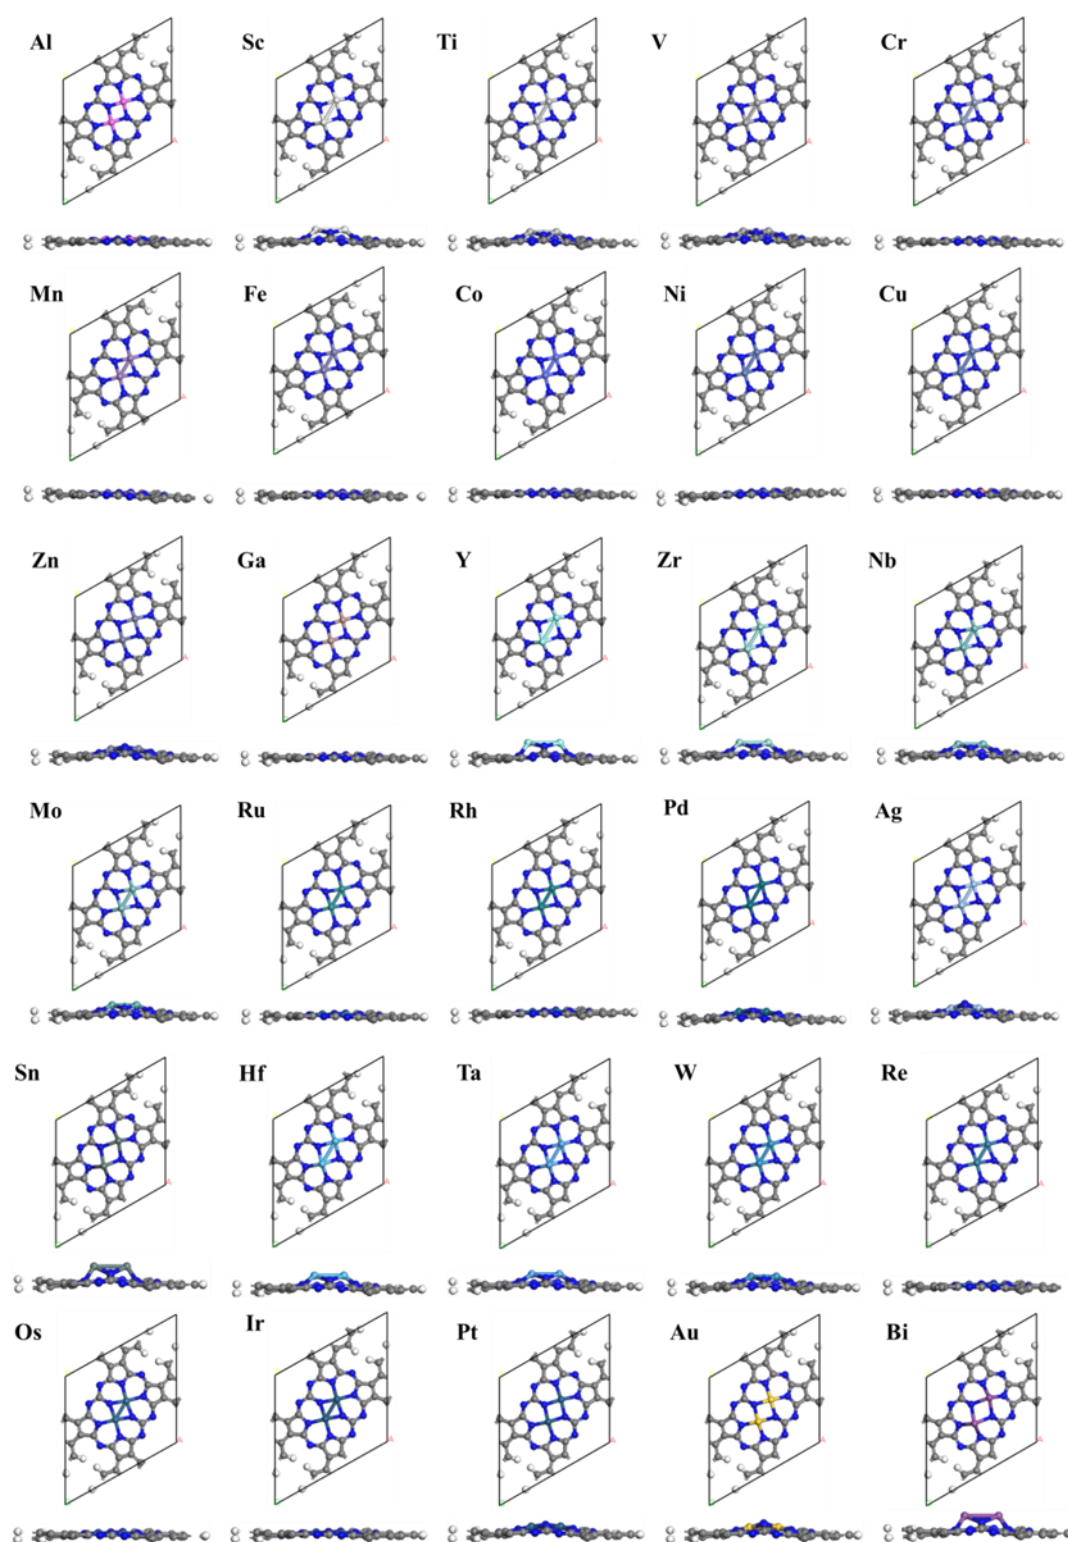 Al Sc Ti V Cr
Mn Fe Co Ni Cu
Zn Ga Y Zr Nb
Mo Ru Rh Pd Ag
Sn Hf Ta W Re
Os Ir Pt Au Bi